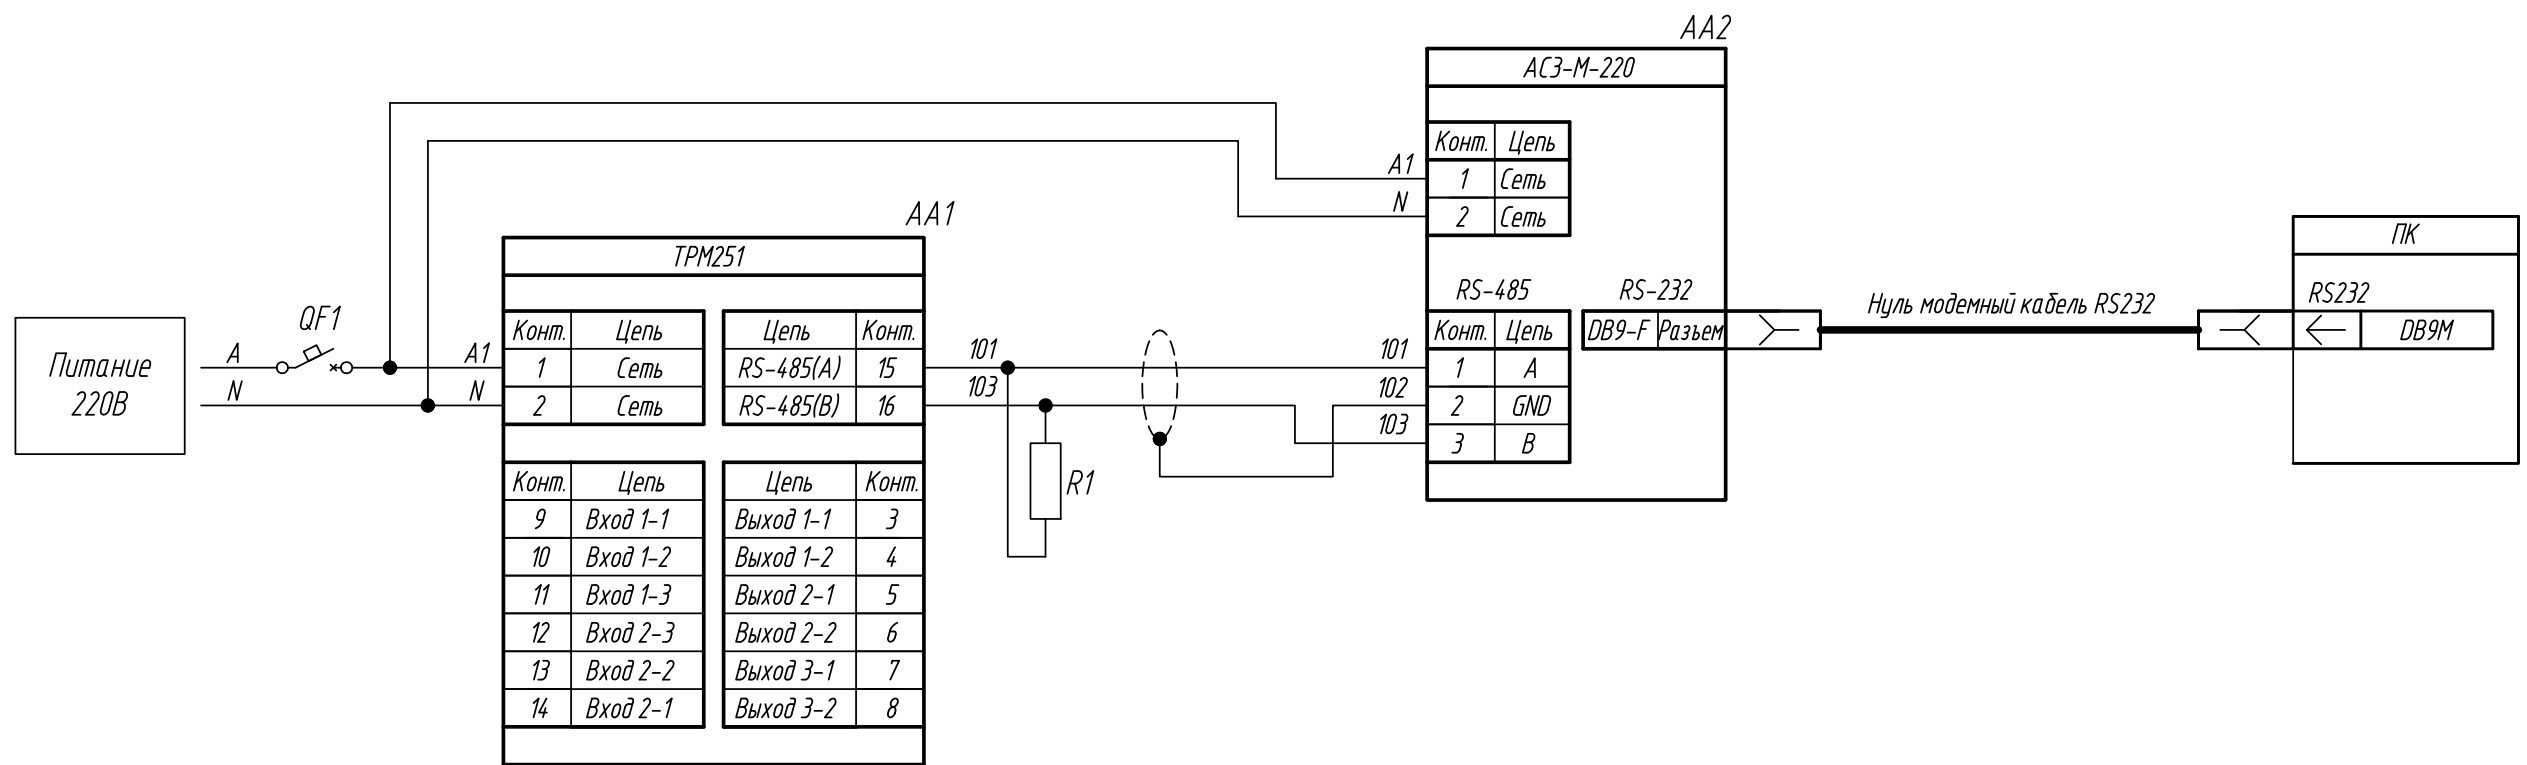 AA2
АС3-М-220
Конт. Цепь
A1 1 Сеть
N 2 Сеть
AA1
ТРМ251
Питание
220В
A
N
QF1
A1
N
Конт. Цепь Цепь Конт.
1 Сеть RS-485(A) 15
2 Сеть RS-485(B) 16
Конт. Цепь Цепь Конт.
9 Вход 1-1 Выход 1-1 3
10 Вход 1-2 Выход 1-2 4
11 Вход 1-3 Выход 2-1 5
12 Вход 2-3 Выход 2-2 6
13 Вход 2-2 Выход 3-1 7
14 Вход 2-1 Выход 3-2 8
101
103
R1
RS-485 RS-232
Конт. Цепь DB9-F Разъем
101 1 A
102 2 GND
103 3 B
Нуль модемный кабель RS232
ПК
RS232
DB9M